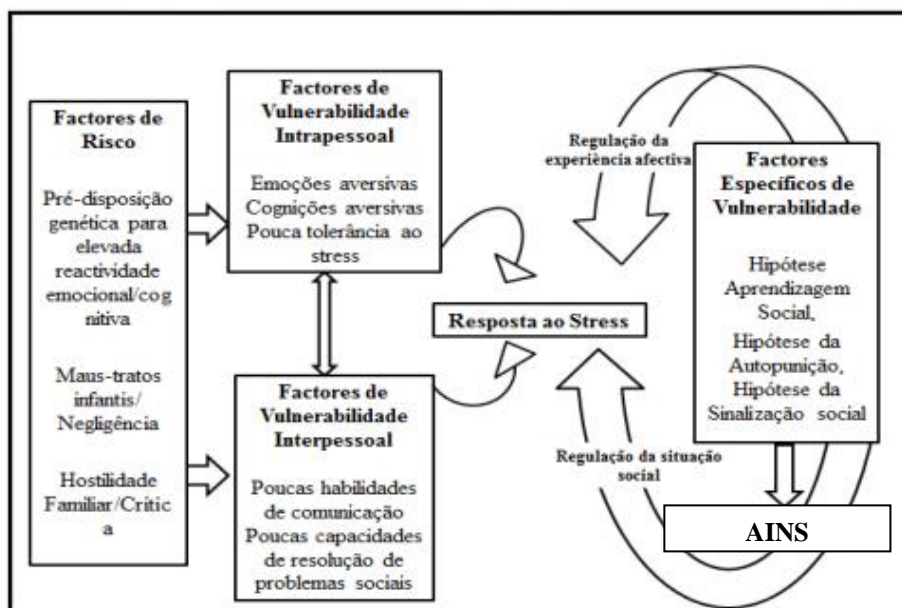 Factores de
Risco
Pré-disposição
genética para
elevada
reactividade
emocional/cog
nitiva
Maus-tratos
infantis/
Negligência
Hostilidade
Familiar/Crític
a
Factores de
Vulnerabilidade
Intrapessoal
Emoções aversivas
Cognições aversivas
Pouca tolerância ao
stress
Factores de
Vulnerabilidade
Interpessoal
Poucas habilidades
de comunicação
Poucas capacidades
de resolução de
problemas sociais
Resposta ao Stress
Regulação da
experiência afectiva
Regulação da situação
social
Factores
Específicos de
Vulnerabilidade
Hipótese
Aprendizagem
Social,
Hipótese da
Autopunição,
Hipótese da
Sinalização social
AINS